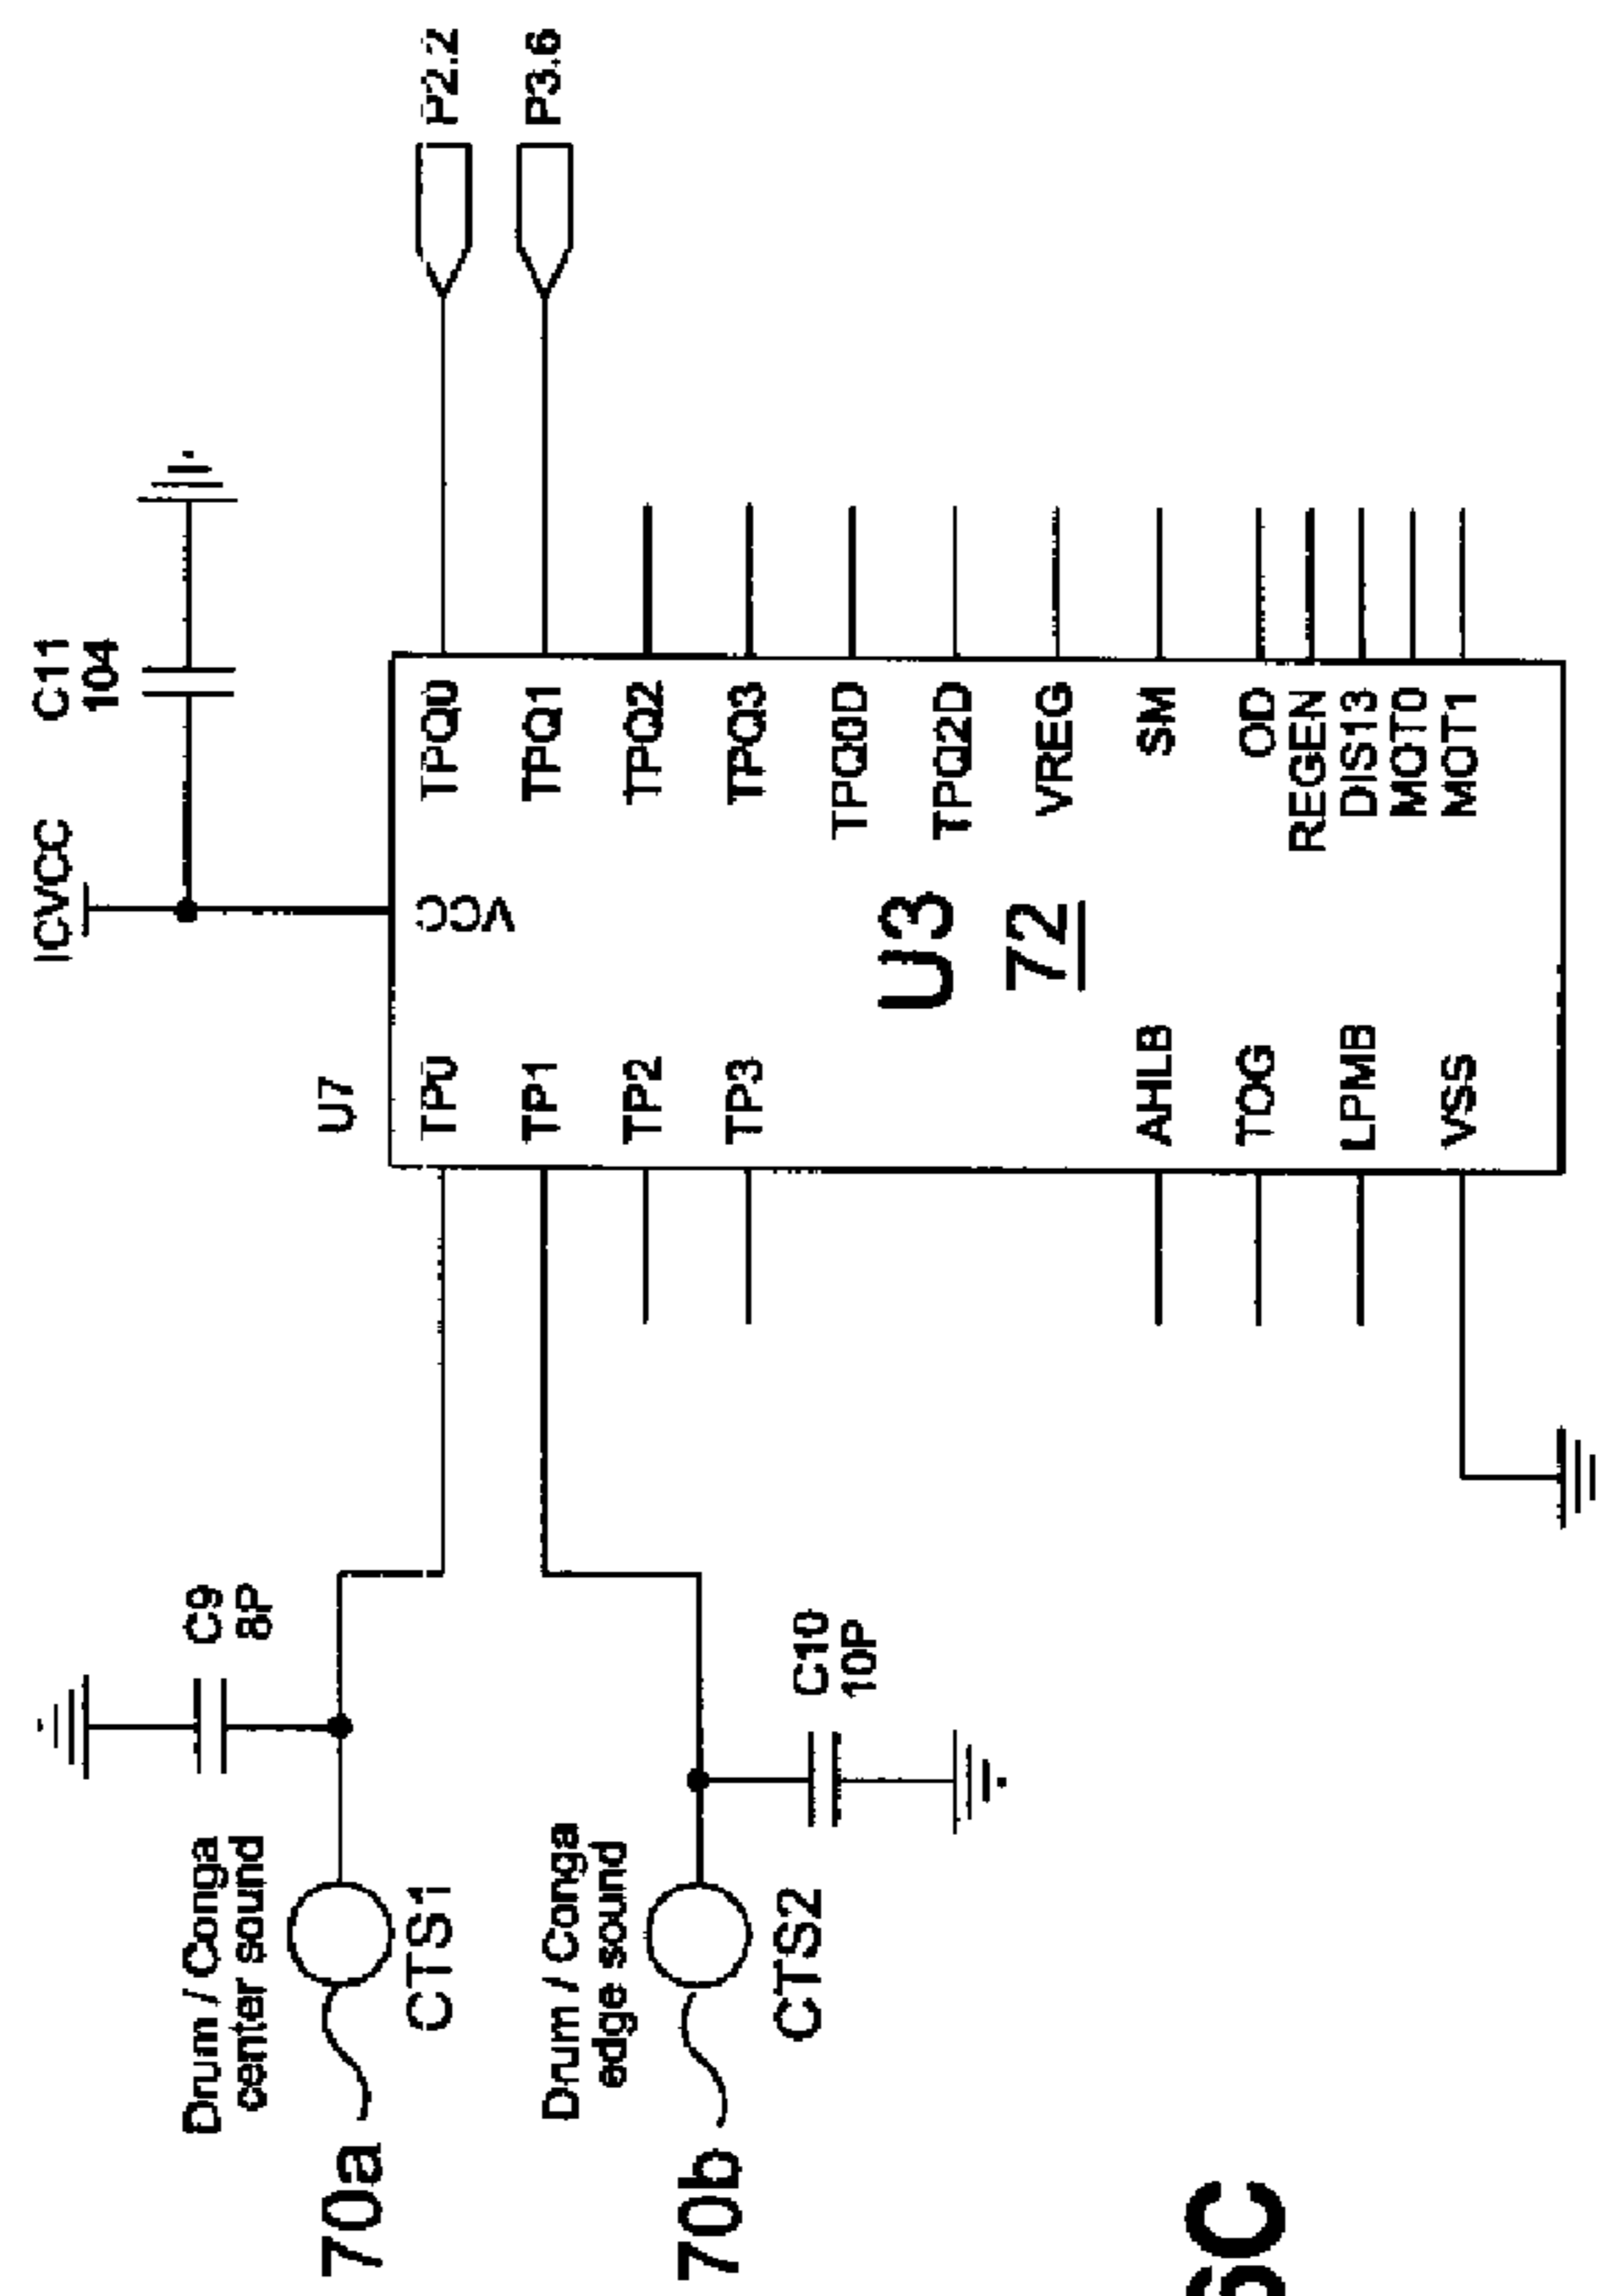 ICVCC
C11
104
P2.2
P3.6
U7
VCC
TP0
TP1
TP2
TP3
AHLB
TOG
LPMB
VSS
U3
72
TPQ0
TPQ1
TPQ2
TPQ3
TPQ0D
TPQ2D
VREG
SM
OD
REGEN
DIS13
MOT0
MOT1
C9
8P
Drum / Conga
center sound
CTS1
70a
Drum / Conga
edge sound
CTS2
70b
C10
10P